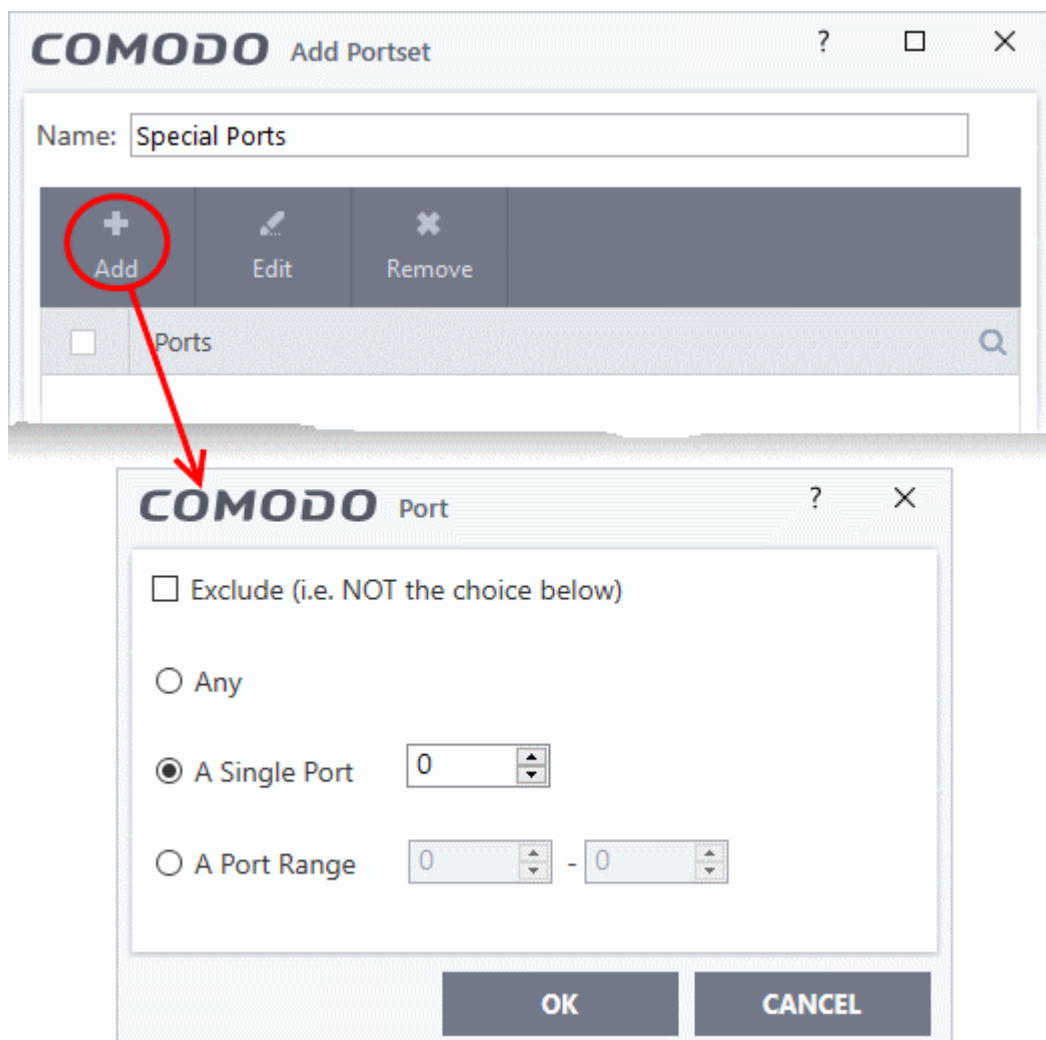 COMODO Add Portset ?
Name: Special Ports
Add Edit Remove
Ports
COMODO Port ?
Exclude (i.e. NOT the choice below)
Any
A Single Port 0
A Port Range 0 - 0
OK CANCEL